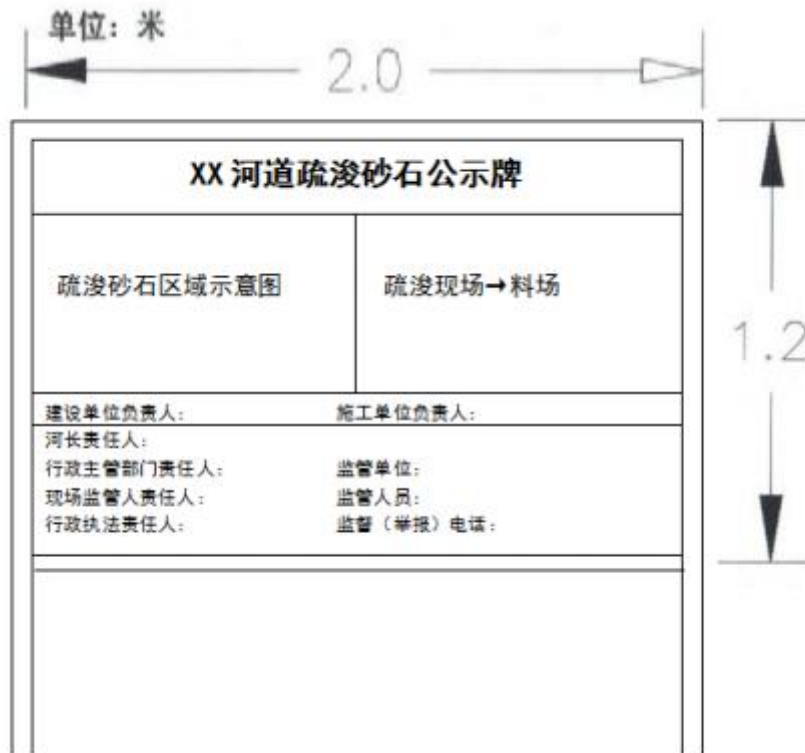 单位：米
2.0
XX 河道疏浚砂石公示牌
疏浚砂石区域示意图
疏浚现场→料场
1.2
建设单位负责人：
施工单位负责人：
河长责任人：
行政主管部门责任人：
监管单位：
现场监管人责任人：
监管人员：
行政执法责任人：
监督（举报）电话：